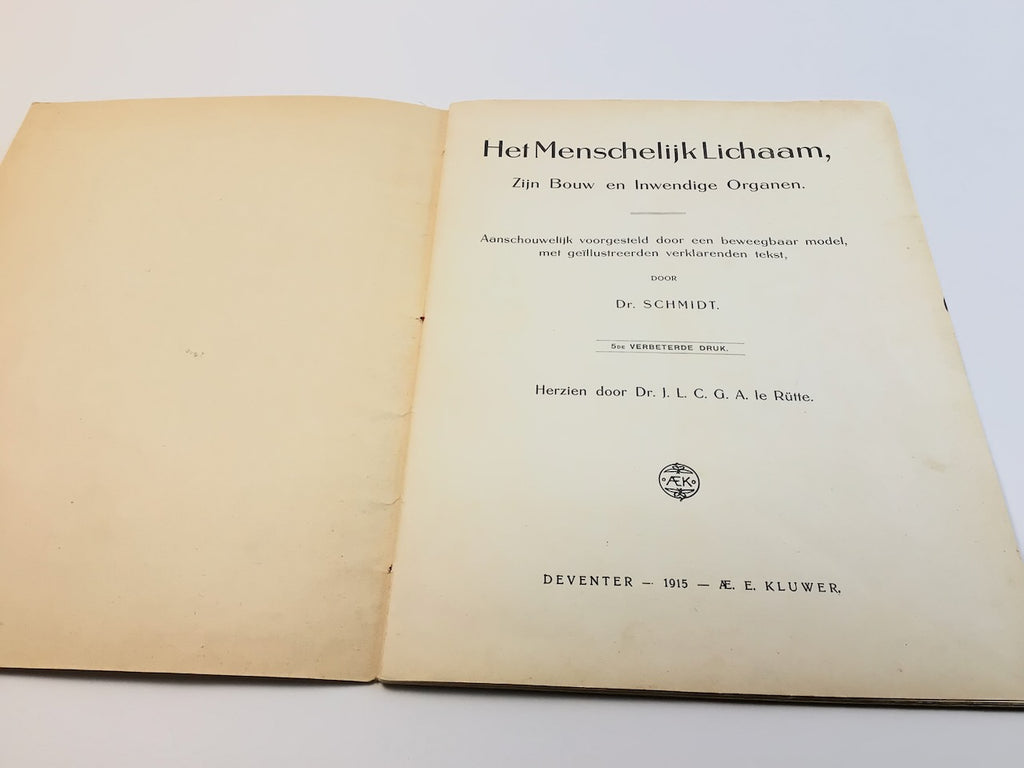 Het Menschelijk Lichaam,
Zijn Bouw en Inwendige Organen.
Aanschouwelijk voorgesteld door een beweegbaar model,
met geïllustreerden verklarenden tekst,
DOOR
Dr. SCHMIDT.
5DE VERBETERDE DRUK.
Herzien door Dr. J. L. C. G. A. le Rütte.
ÆK
DEVENTER — 1915 — Æ. E. KLUWER.